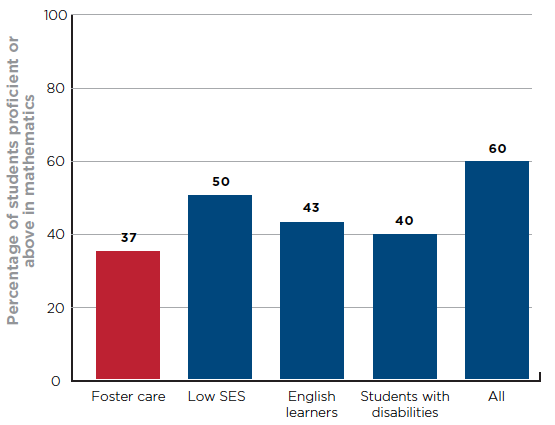 Percentage of students proficient or
above in mathematics
100
80
60
40
20
0
37
50
43
40
60
Foster care
Low SES
English
learners
Students with
disabilities
All